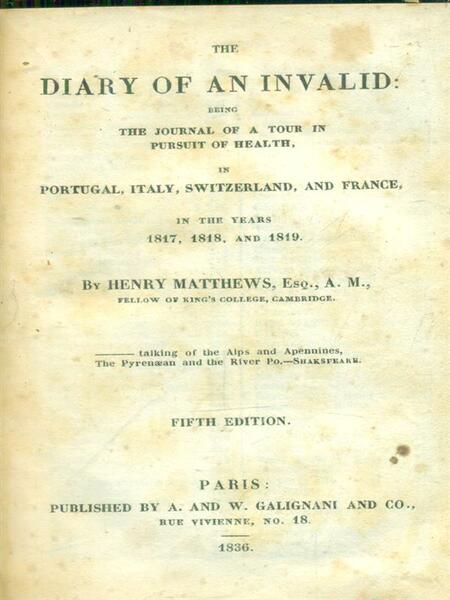 THE
DIARY OF AN INVALID:
BEING
THE JOURNAL OF A TOUR IN
PURSUIT OF HEALTH,
IN
PORTUGAL, ITALY, SWITZERLAND, AND FRANCE,
IN THE YEARS
1817, 1818, AND 1819.
BY HENRY MATTHEWS, ESQ., A. M.,
FELLOW OF KING'S COLLEGE, CAMBRIDGE.
——— talking of the Alps and Apennines,
The Pyrenæan and the River Po.—SHAKSPEARE.
FIFTH EDITION.
PARIS:
PUBLISHED BY A. AND W. GALIGNANI AND CO.,
RUE VIVIENNE, NO. 18.
1836.